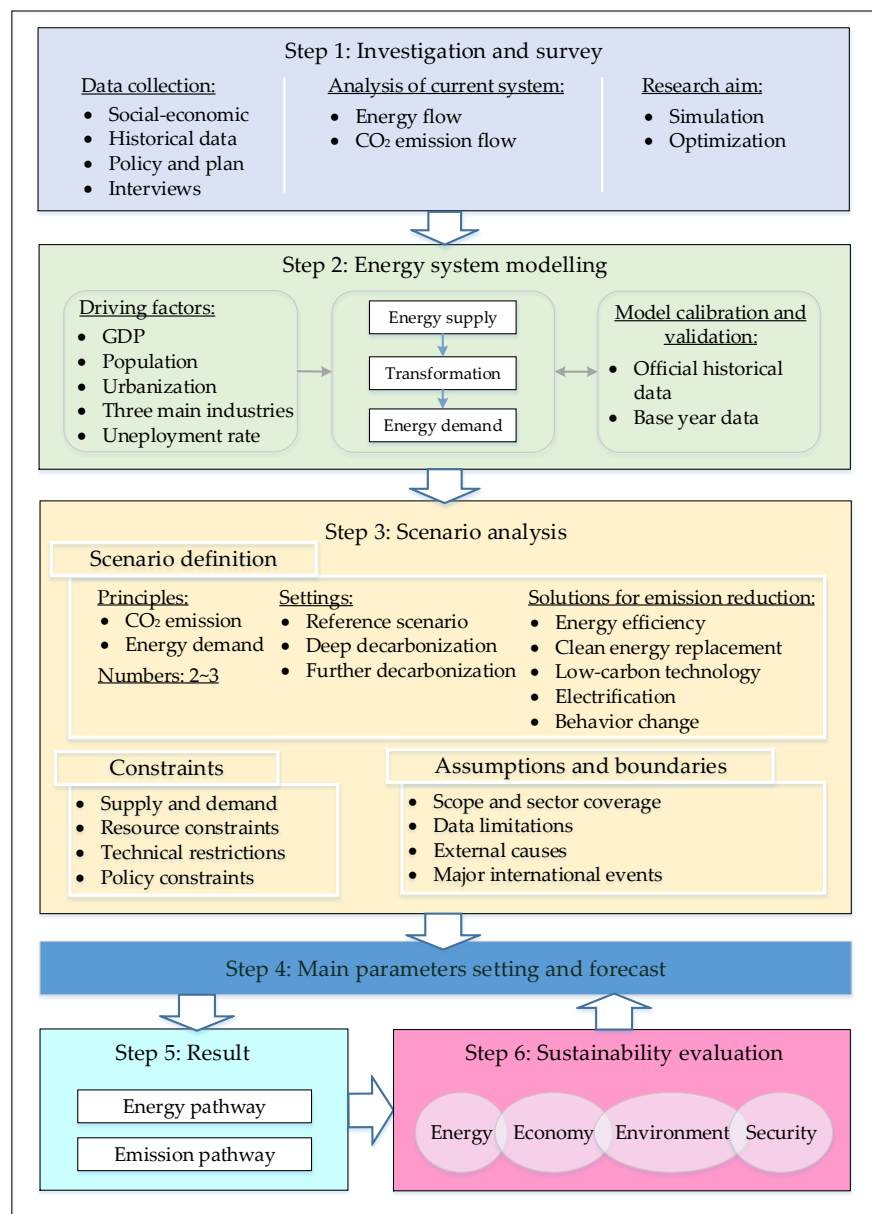 Step 1: Investigation and survey
Data collection:
• Social-economic
• Historical data
• Policy and plan
• Interviews
Analysis of current system:
• Energy flow
• CO₂ emission flow
Research aim:
• Simulation
• Optimization
Step 2: Energy system modelling
Driving factors:
• GDP
• Population
• Urbanization
• Three main industries
• Uneployment rate
Energy supply
Transformation
Energy demand
Model calibration and
validation:
• Official historical
data
• Base year data
Step 3: Scenario analysis
Scenario definition
Principles:
• CO₂ emission
• Energy demand
Numbers: 2~3
Settings:
• Reference scenario
• Deep decarbonization
• Further decarbonization
Solutions for emission reduction:
• Energy efficiency
• Clean energy replacement
• Low-carbon technology
• Electrification
• Behavior change
Constraints
• Supply and demand
• Resource constraints
• Technical restrictions
• Policy constraints
Assumptions and boundaries
• Scope and sector coverage
• Data limitations
• External causes
• Major international events
Step 4: Main parameters setting and forecast
Step 5: Result
Energy pathway
Emission pathway
Step 6: Sustainability evaluation
Energy
Economy
Environment
Security